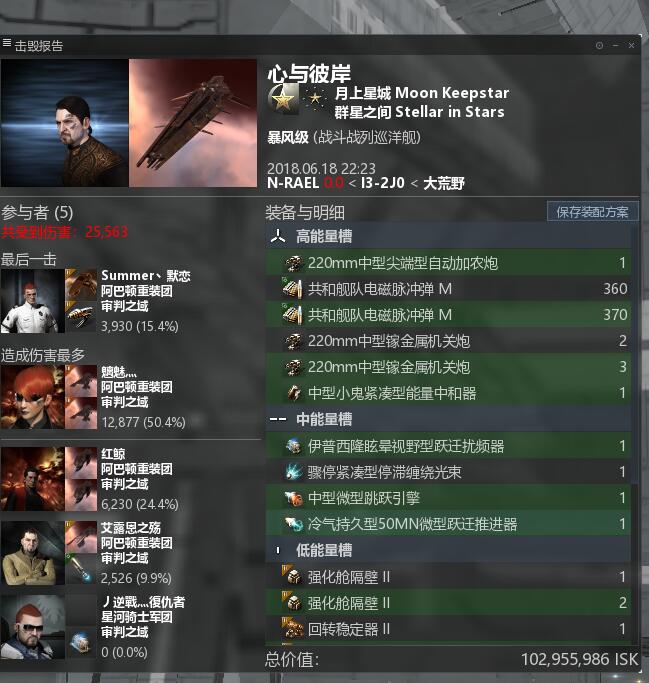 击毁报告
心与彼岸
月上星城 Moon Keepstar
群星之间 Stellar in Stars
暴风级 (战斗战列巡洋舰)
2018.06.18 22:23
N-RAEL 0.0 < I3-2J0 < 大荒野
参与者 (5)
共受到伤害: 25,563
最后一击
Summer丶默恋
阿巴顿重装团
审判之域
3,930 (15.4%)
造成伤害最多
魑魅灬
阿巴顿重装团
审判之域
12,877 (50.4%)
红鲸
阿巴顿重装团
审判之域
6,230 (24.4%)
艾露恩之殇
阿巴顿重装团
审判之域
2,526 (9.9%)
丿逆戰灬復仇者
星河骑士军团
审判之域
0 (0.0%)
装备与明细
保存装配方案
高能量槽
220mm中型尖端型自动加农炮 1
共和舰队电磁脉冲弹 M 360
共和舰队电磁脉冲弹 M 370
220mm中型镓金属机关炮 2
220mm中型镓金属机关炮 3
中型小鬼紧凑型能量中和器 1
中能量槽
伊普西隆眩晕视野型跃迁扰频器 1
骤停紧凑型停滞缠绕光束 1
中型微型跳跃引擎 1
冷气持久型50MN微型跃迁推进器 1
低能量槽
强化舱隔壁 II 1
强化舱隔壁 II 2
回转稳定器 II 1
总价值: 102,955,986 ISK